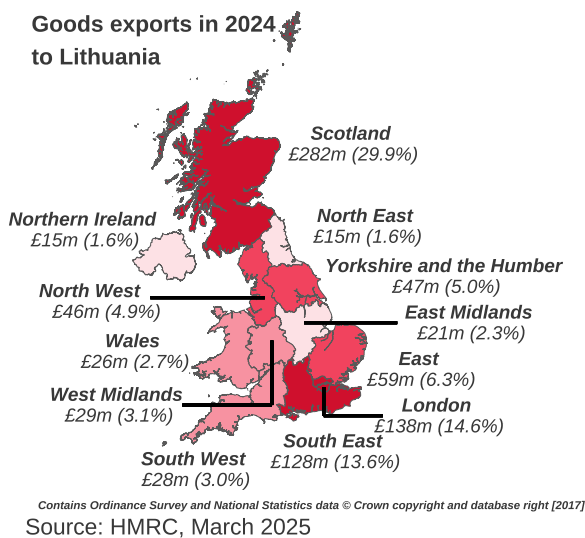 Goods exports in 2024
to Lithuania
Scotland
£282m (29.9%)
Northern Ireland
£15m (1.6%)
North East
£15m (1.6%)
Yorkshire and the Humber
£47m (5.0%)
North West
£46m (4.9%)
East Midlands
£21m (2.3%)
Wales
£26m (2.7%)
East
£59m (6.3%)
West Midlands
£29m (3.1%)
London
£138m (14.6%)
South East
£128m (13.6%)
South West
£28m (3.0%)
Contains Ordinance Survey and National Statistics data © Crown copyright and database right [2017]
Source: HMRC, March 2025